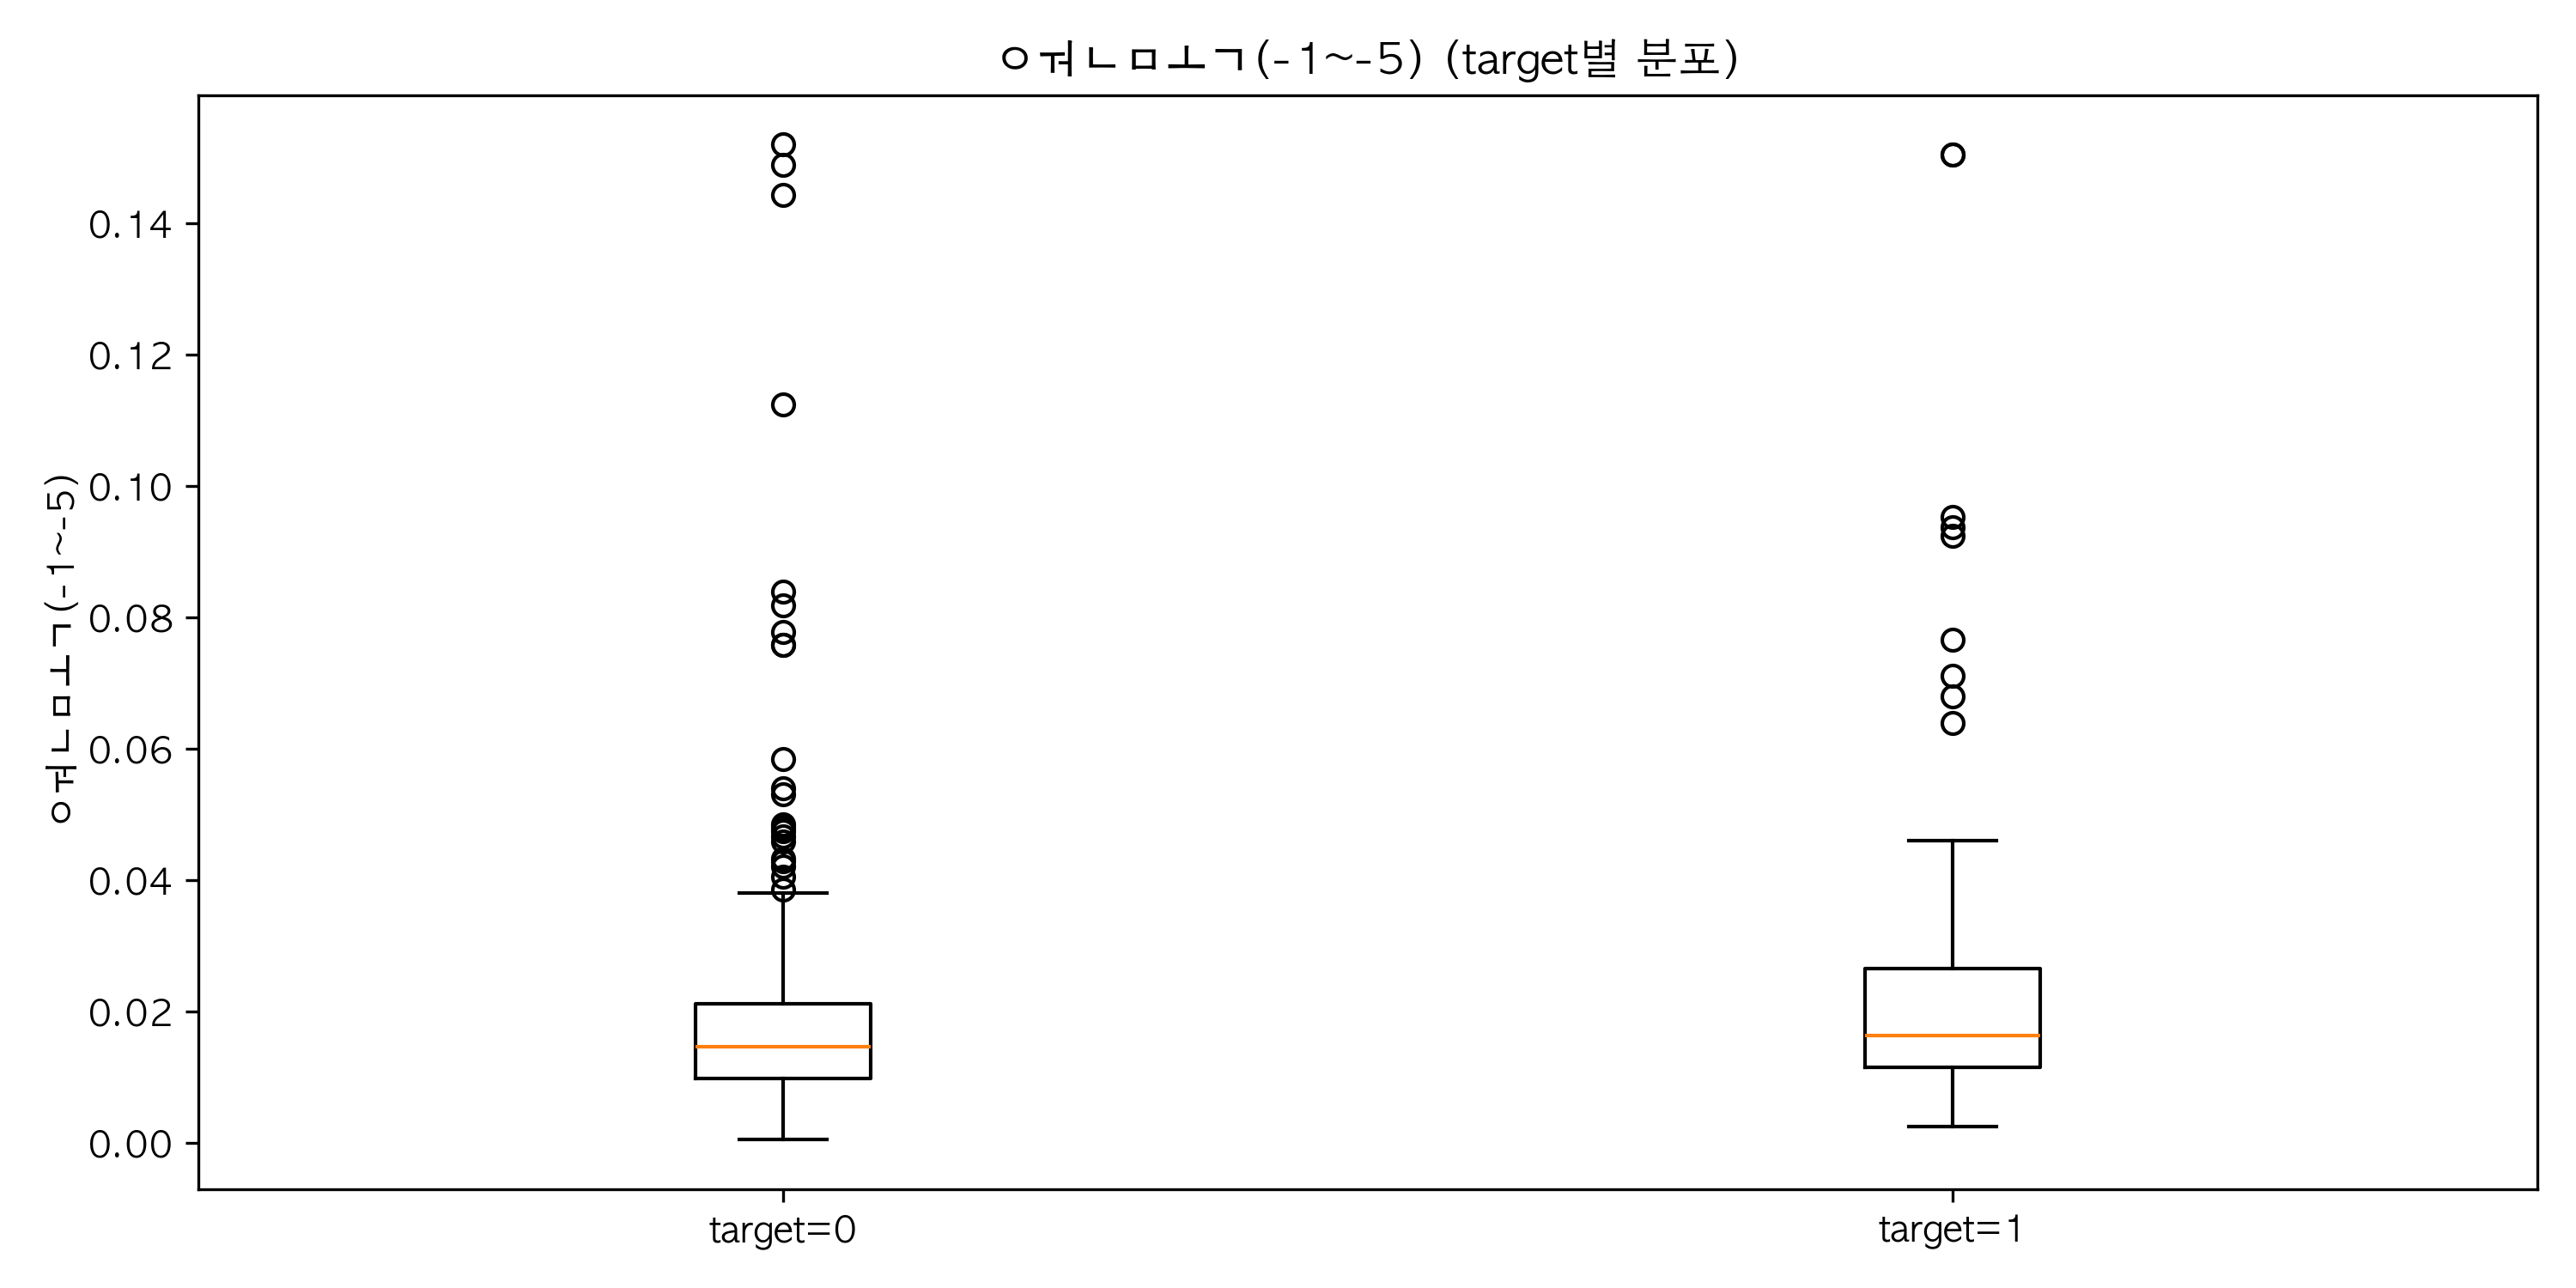 ㅇㅝㄴㅁㅗㄱ(-1~-5) (target별 분포)
0.14
0.12
0.10
0.08
0.06
0.04
0.02
0.00
ㅇㅝㄴㅁㅗㄱ(-1~-5)
target=0
target=1